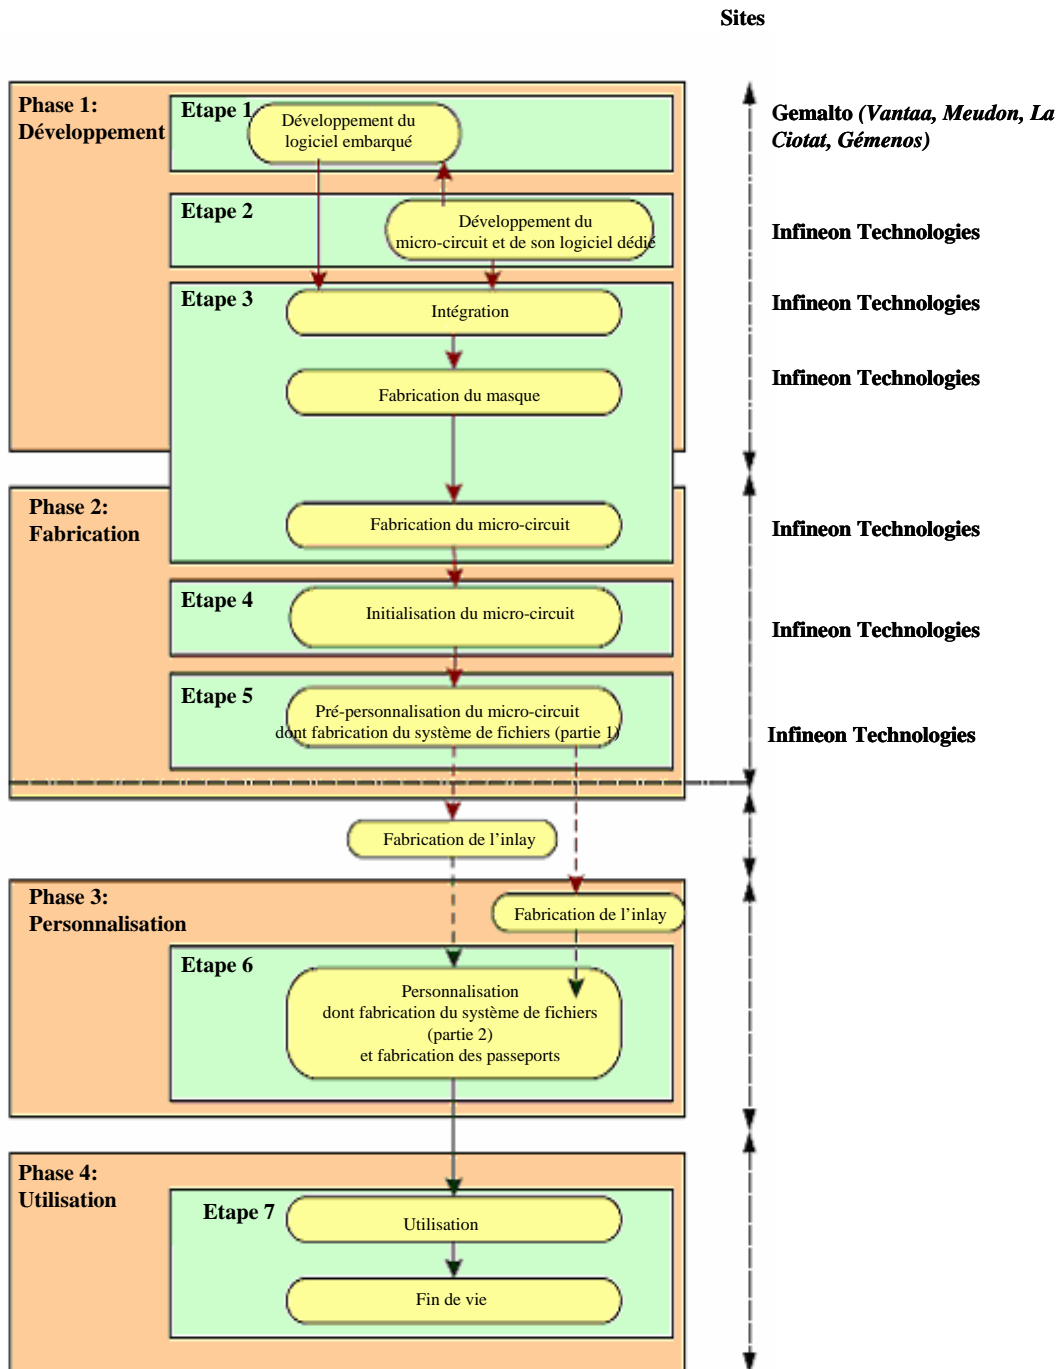 Sites
Phase 1:
Développement
Etape 1
Développement du
logiciel embarqué
Gemalto (Vantaa, Meudon, La
Ciotat, Gémenos)
Etape 2
Développement du
micro-circuit et de son logiciel dédié
Infineon Technologies
Etape 3
Intégration
Infineon Technologies
Fabrication du masque
Infineon Technologies
Phase 2:
Fabrication
Fabrication du micro-circuit
Infineon Technologies
Etape 4
Initialisation du micro-circuit
Infineon Technologies
Etape 5
Pré-personnalisation du micro-circuit
dont fabrication du système de fichiers (partie 1)
Infineon Technologies
Fabrication de l'inlay
Phase 3:
Personnalisation
Fabrication de l'inlay
Etape 6
Personnalisation
dont fabrication du système de fichiers
(partie 2)
et fabrication des passeports
Phase 4:
Utilisation
Etape 7
Utilisation
Fin de vie